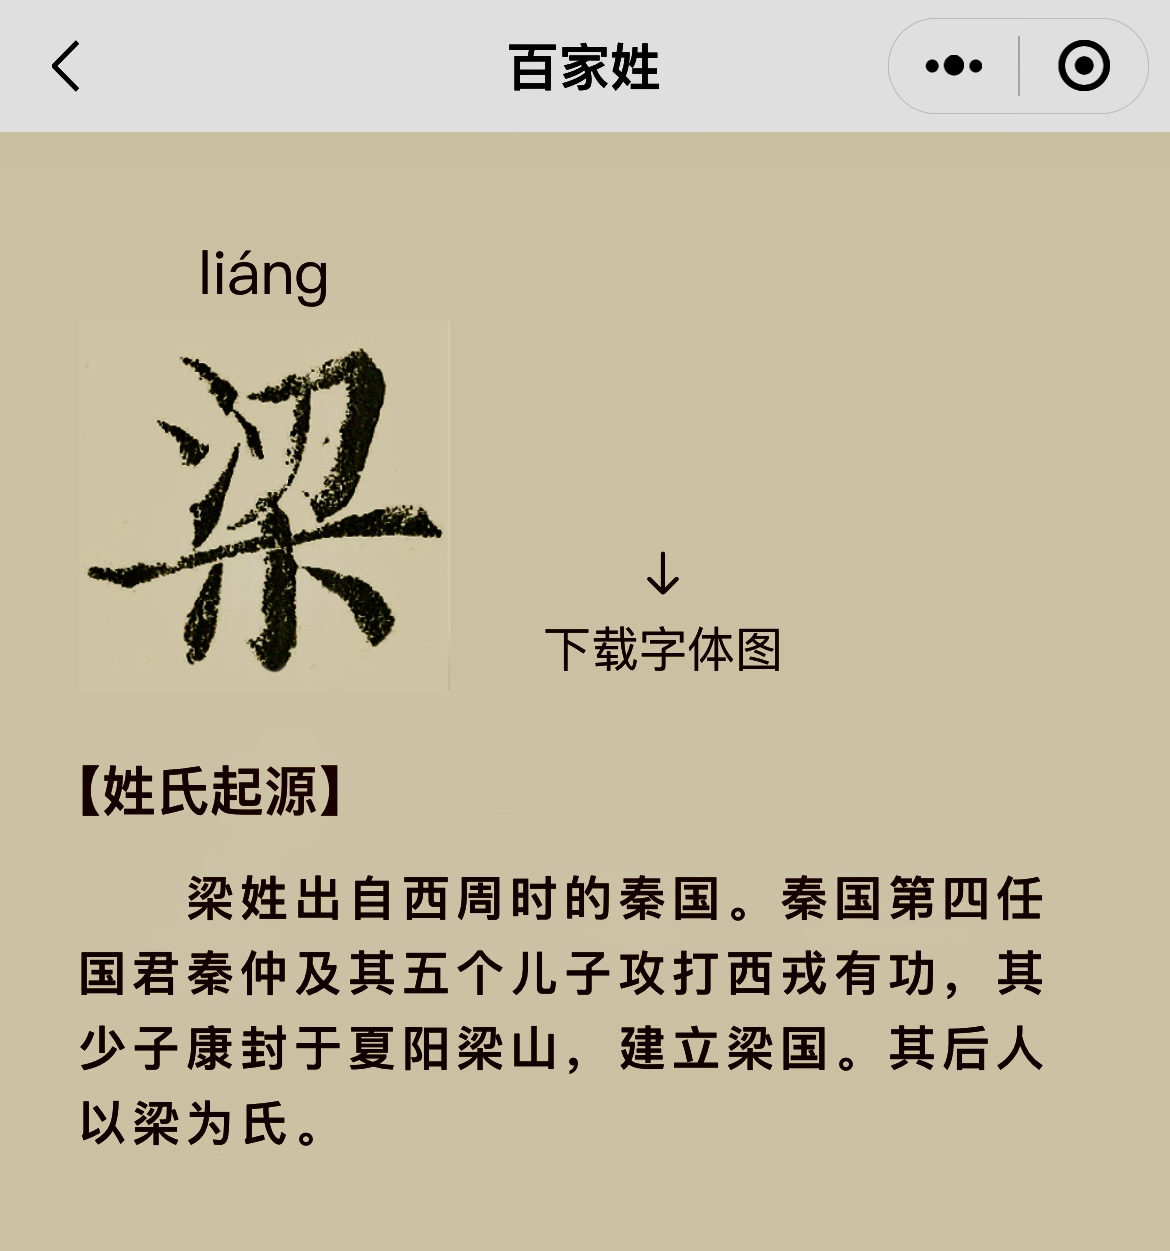 百家姓
liáng
梁
↓
下载字体图
【姓氏起源】
梁姓出自西周时的秦国。秦国第四任
国君秦仲及其五个儿子攻打西戎有功，其
少子康封于夏阳梁山，建立梁国。其后人
以梁为氏。